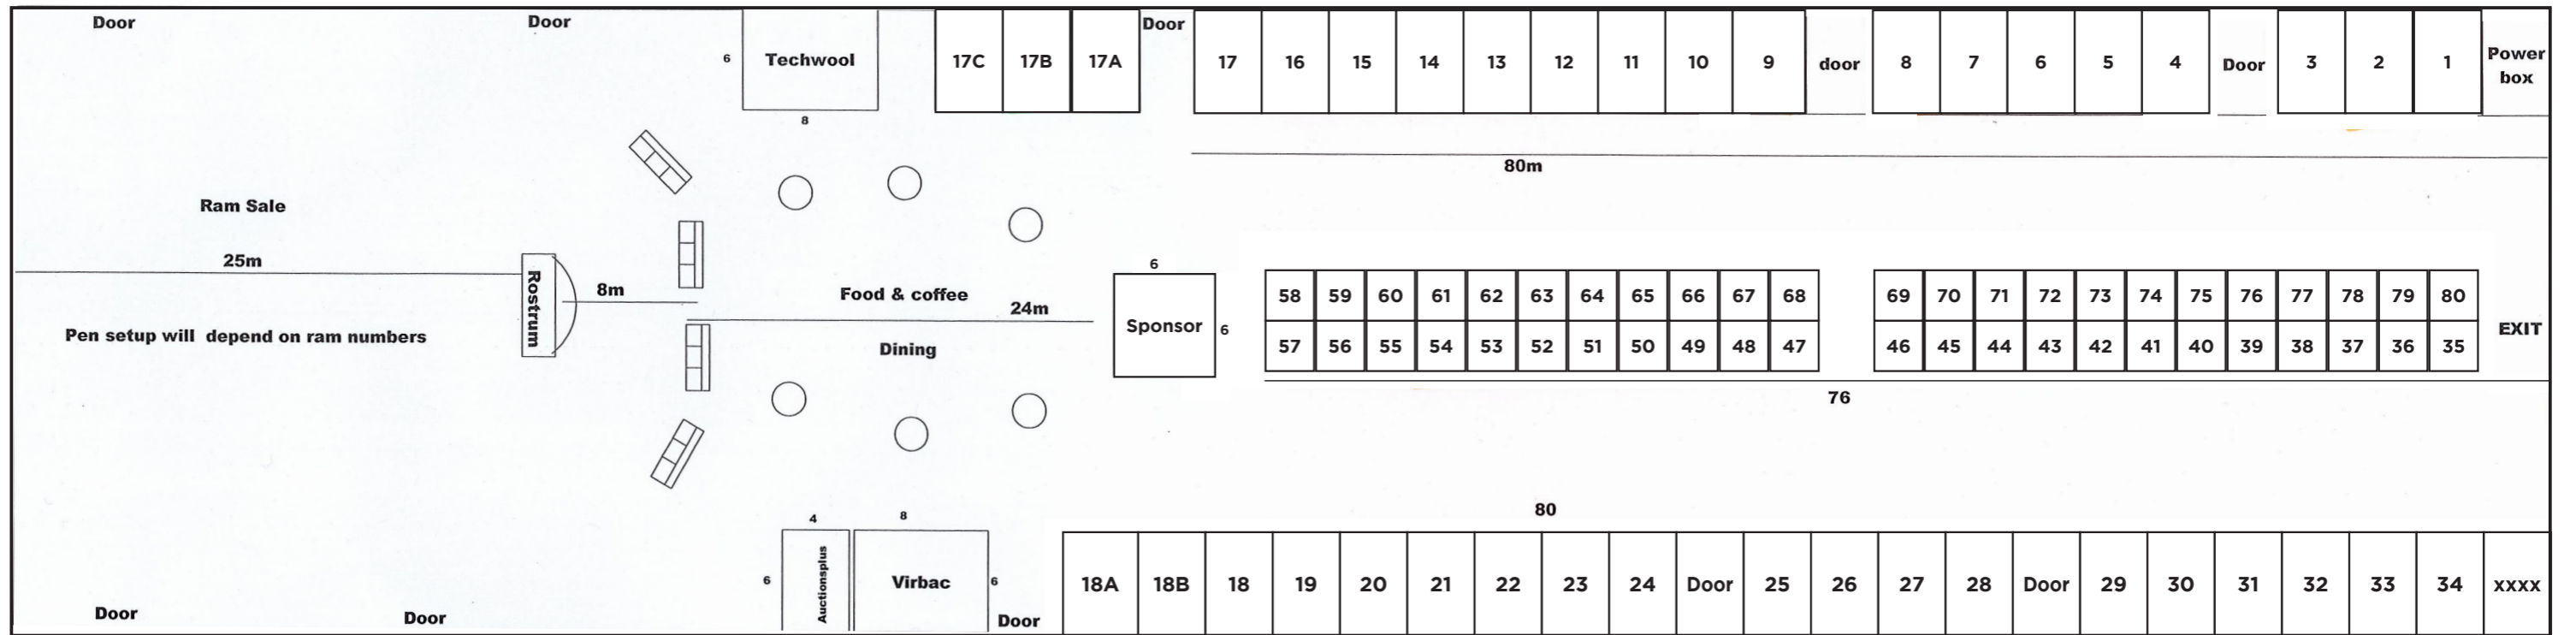 Door
Door
6
Techwool
8
17C 17B 17A
Door
17 16 15 14 13 12 11 10 9 door 8 7 6 5 4 Door 3 2 1
Power
box
80m
Ram Sale
25m
Rostrum
8m
Food & coffee
24m
Dining
Pen setup will depend on ram numbers
6
Sponsor
6
58 59 60 61 62 63 64 65 66 67 68 69 70 71 72 73 74 75 76 77 78 79 80
57 56 55 54 53 52 51 50 49 48 47 46 45 44 43 42 41 40 39 38 37 36 35
EXIT
76
80
4
6
Auctionsplus
8
Virbac
6
Door
Door
Door
18A 18B 18 19 20 21 22 23 24 Door 25 26 27 28 Door 29 30 31 32 33 34 xxxx